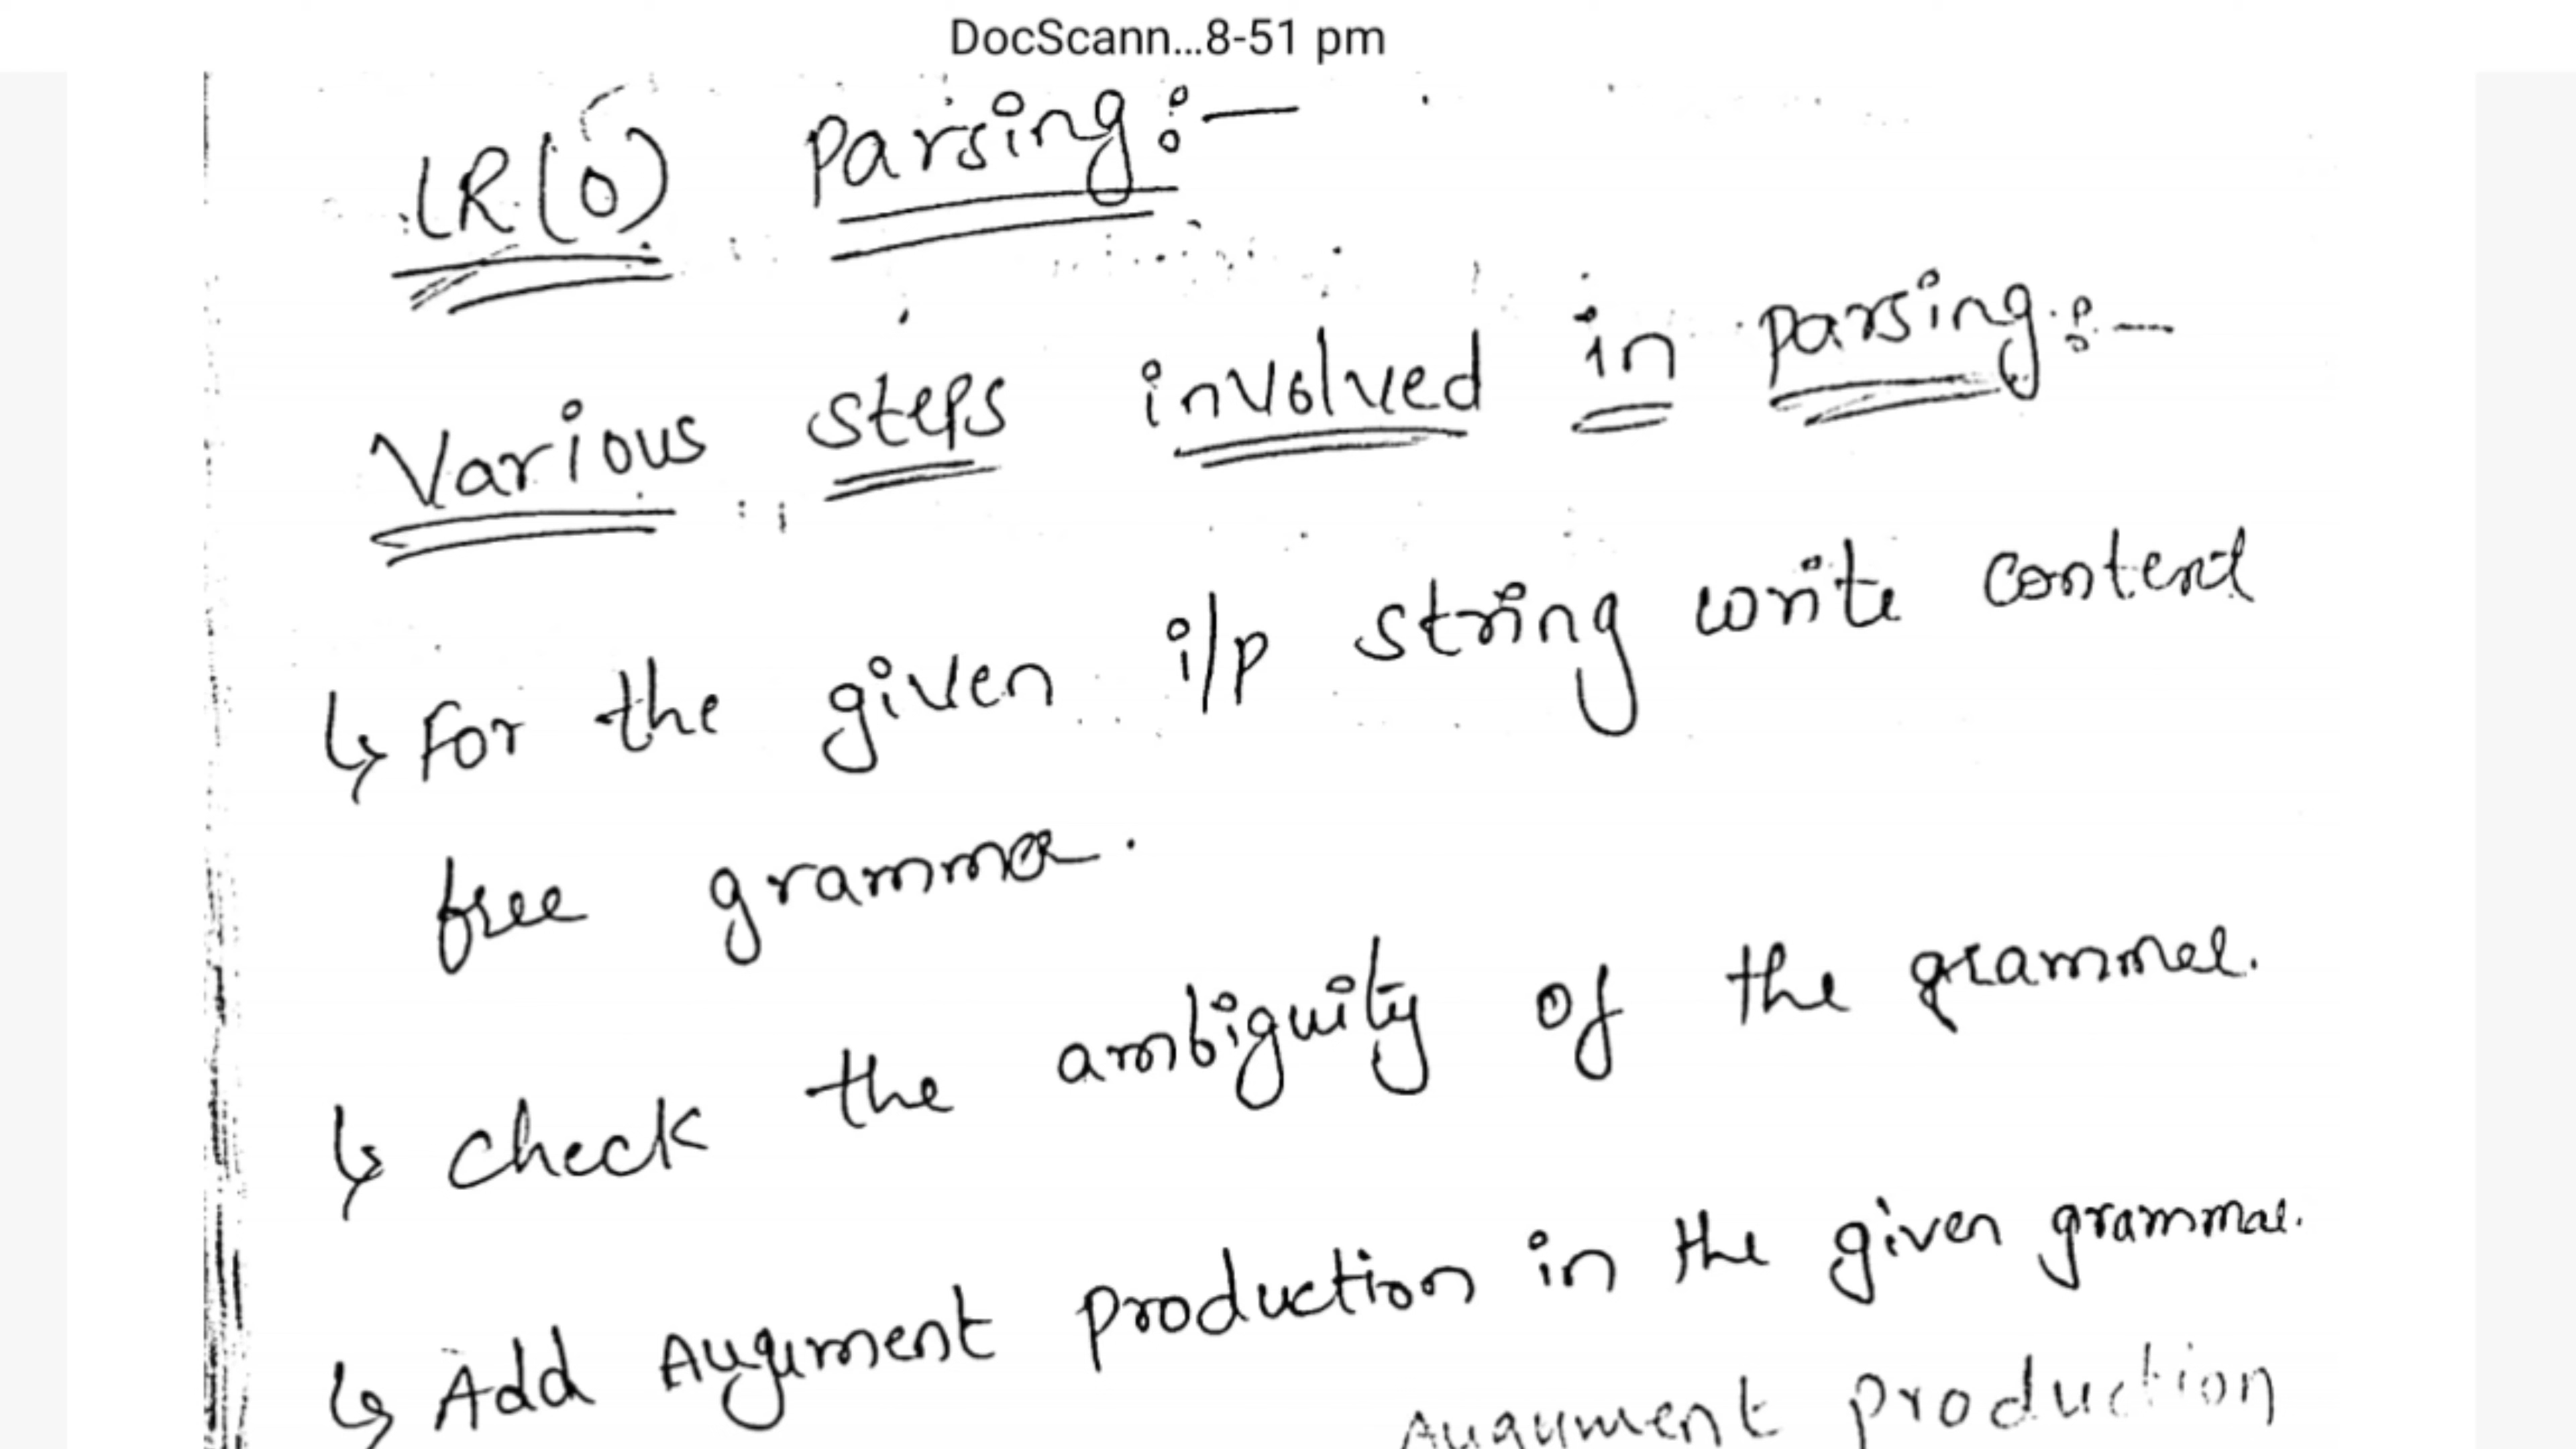 DocScann...8-51 pm
LR(0) Parsing:-
Various steps involved in parsing:-
↳ For the given i/p string write content
free grammar.
↳ check the ambiguity of the grammar.
↳ Add Augument production in the given grammar.
Augument production